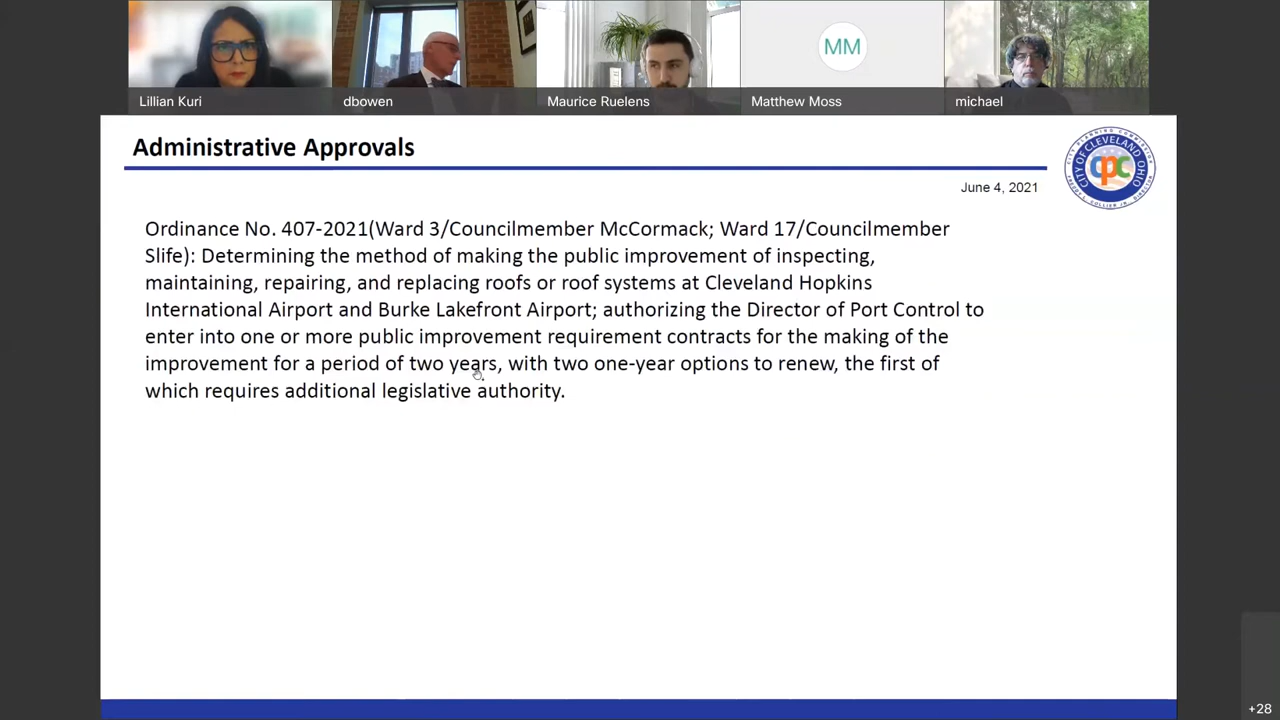 Lillian Kuri
dbowen
Maurice Ruelens
MM
Matthew Moss
michael
Administrative Approvals
CITY PLANNING COMMISSION
CITY OF CLEVELAND OHIO
cpc
June 4, 2021
Ordinance No. 407-2021(Ward 3/Councilmember McCormack; Ward 17/Councilmember
Slife): Determining the method of making the public improvement of inspecting,
maintaining, repairing, and replacing roofs or roof systems at Cleveland Hopkins
International Airport and Burke Lakefront Airport; authorizing the Director of Port Control to
enter into one or more public improvement requirement contracts for the making of the
improvement for a period of two years, with two one-year options to renew, the first of
which requires additional legislative authority.
+28